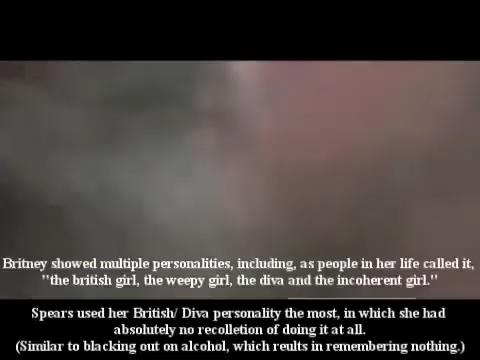 Britney showed multiple personalities, including, as people in her life called it,
"the british girl, the weepy girl, the diva and the incoherent girl."
Spears used her British/ Diva personality the most, in which she had
absolutely no recolletion of doing it at all.
(Similar to blacking out on alcohol, which reults in remembering nothing.)